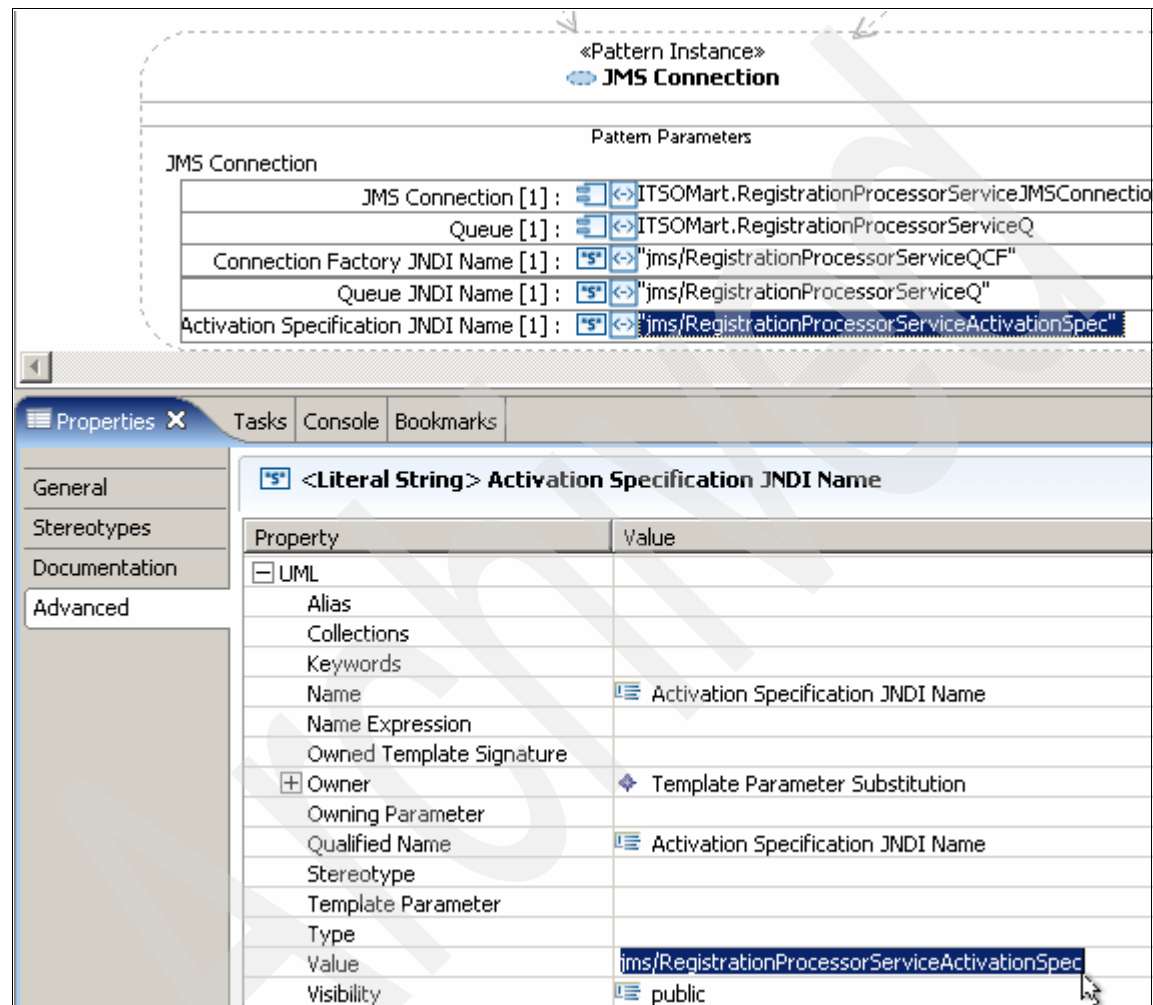 «Pattern Instance»
JMS Connection
Pattern Parameters
JMS Connection
JMS Connection [1] : ITSOMart.RegistrationProcessorServiceJMSConnectio
Queue [1] : ITSOMart.RegistrationProcessorServiceQ
Connection Factory JNDI Name [1] : "S" "jms/RegistrationProcessorServiceQCF"
Queue JNDI Name [1] : "S" "jms/RegistrationProcessorServiceQ"
Activation Specification JNDI Name [1] : "S" "jms/RegistrationProcessorServiceActivationSpec"
Properties Tasks Console Bookmarks
"S" <Literal String> Activation Specification JNDI Name
General
Stereotypes
Documentation
Advanced
Property Value
UML
Alias
Collections
Keywords
Name Activation Specification JNDI Name
Name Expression
Owned Template Signature
Owner Template Parameter Substitution
Owning Parameter
Qualified Name Activation Specification JNDI Name
Stereotype
Template Parameter
Type
Value jms/RegistrationProcessorServiceActivationSpec
Visibility public
Archived